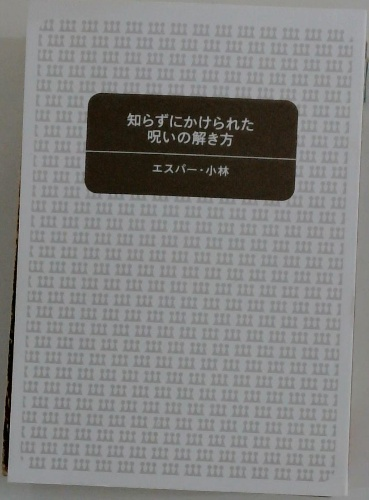 知らずにかけられた
呪いの解き方
エスパー・小林